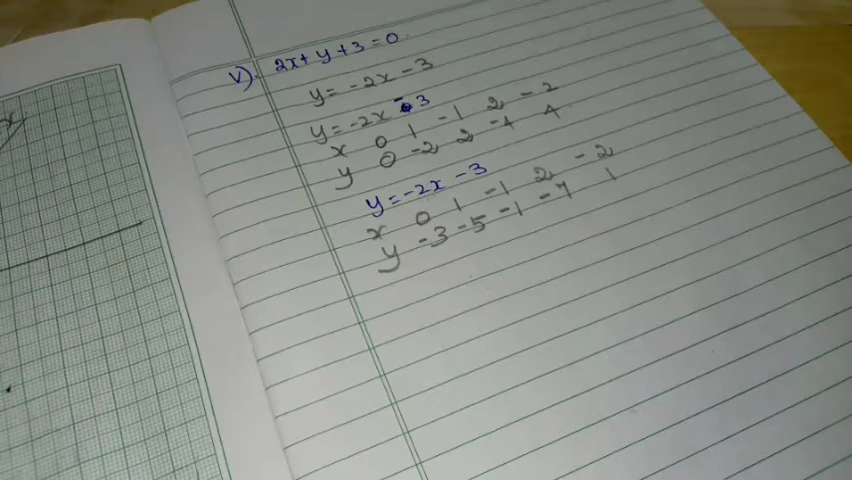 v). 2x + y + 3 = 0.
y = -2x - 3
y = -2x - 3
x 0 1 -1 2 -2
y 0 -2 2 -4 4
y = -2x - 3
x 0 1 -1 2 -2
y -3 -5 -1 -7 1
x